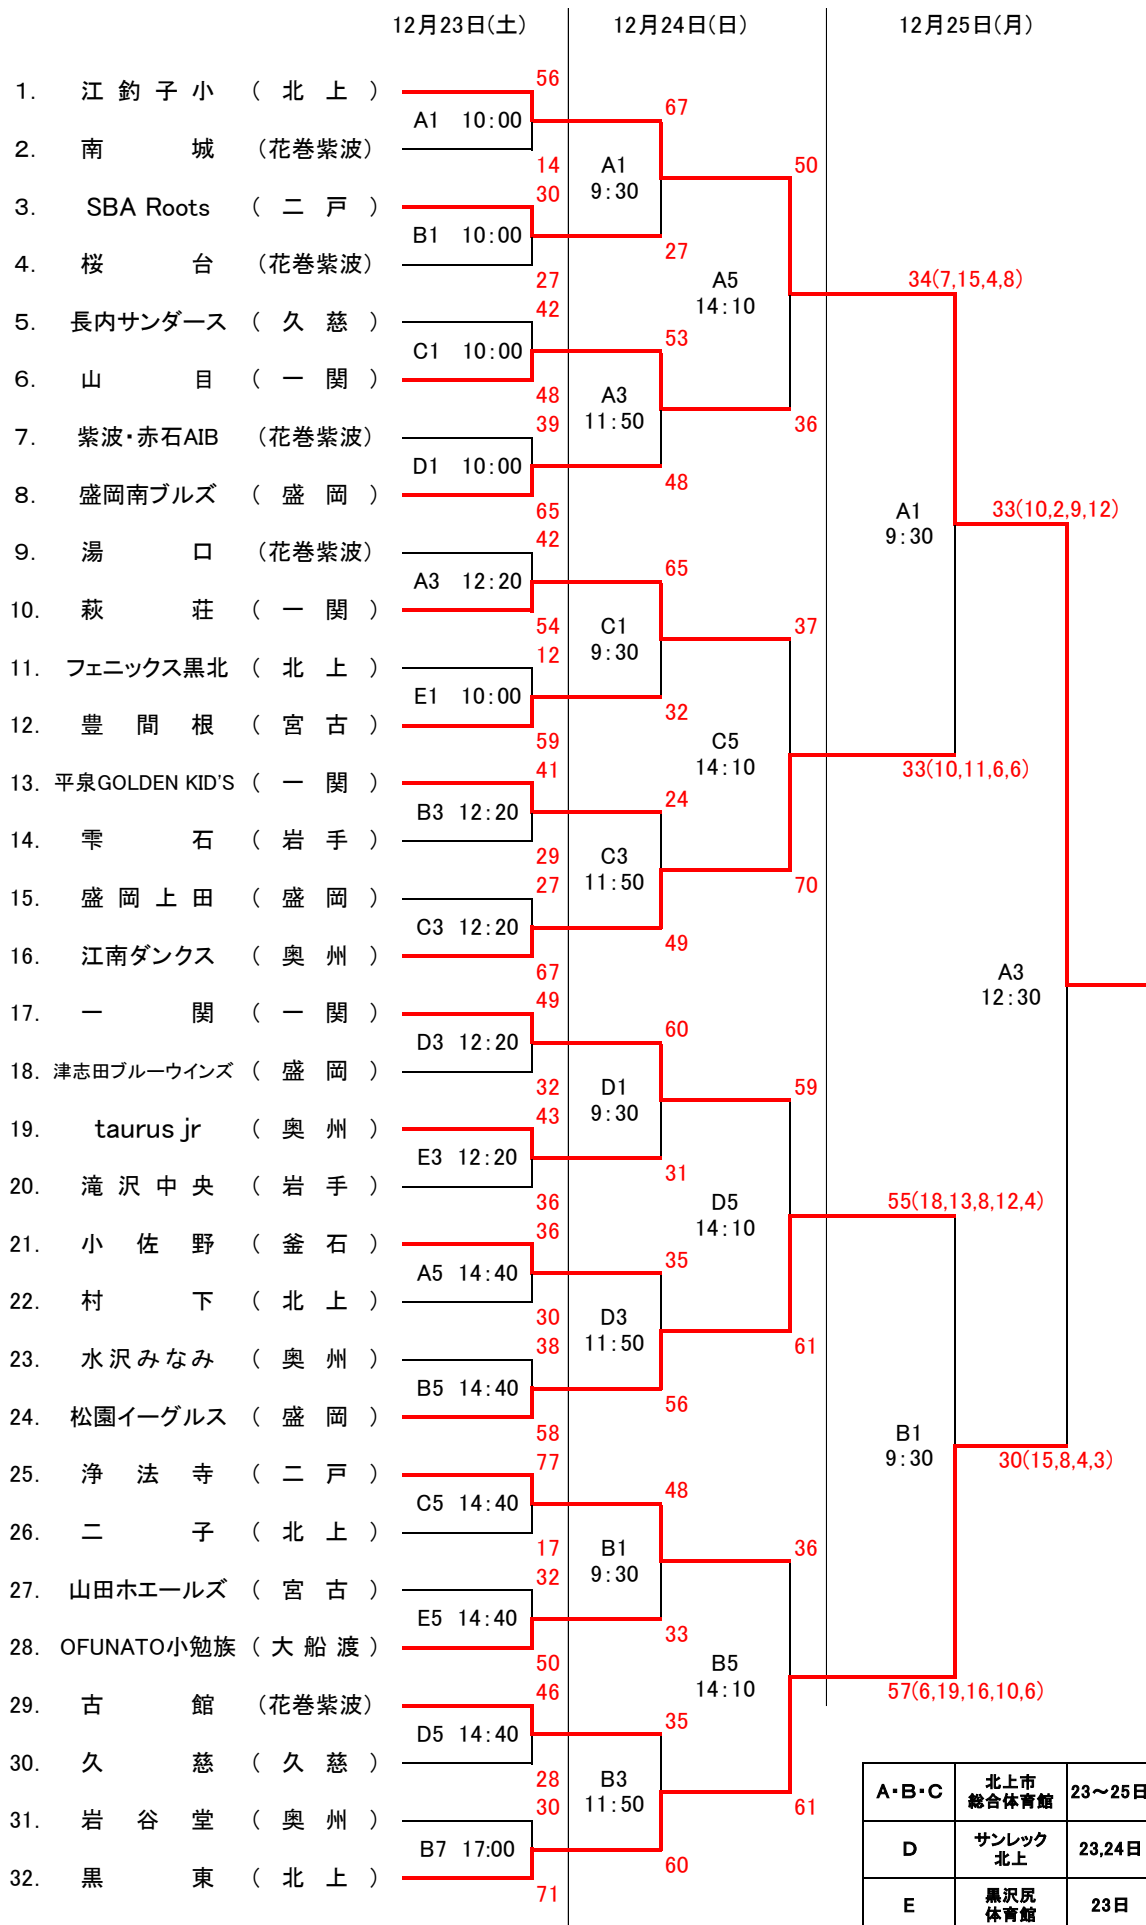 12月23日(土) 12月24日(日) 12月25日(月)
56
1. 江釣子小 (北上)
67
A1 10:00
2. 南城 (花巻紫波)
14 A1 50
30 9:30
3. SBA Roots (二戸)
B1 10:00
27
4. 桜台 (花巻紫波)
27 A5 34(7,15,4,8)
42 14:10
5. 長内サンダース (久慈)
53
C1 10:00
6. 山目 (一関)
48 A3
39 11:50 36
7. 紫波・赤石AIB (花巻紫波)
D1 10:00
48
8. 盛岡南ブルズ (盛岡)
65 A1 33(10,2,9,12)
42 9:30
9. 湯口 (花巻紫波)
65
A3 12:20
10. 萩荘 (一関)
54 C1 37
12 9:30
11. フェニックス黒北 (北上)
E1 10:00
32
12. 豊間根 (宮古)
59 C5
41 14:10 33(10,11,6,6)
13. 平泉GOLDEN KID'S (一関)
24
B3 12:20
14. 雫石 (岩手)
29 C3
27 11:50 70
15. 盛岡上田 (盛岡)
C3 12:20
49
16. 江南ダンクス (奥州)
67 A3
49 12:30
17. 一関 (一関)
60
D3 12:20
18. 津志田ブルーウインズ (盛岡)
32 D1 59
43 9:30
19. taurus jr (奥州)
E3 12:20
31
20. 滝沢中央 (岩手)
36 D5 55(18,13,8,12,4)
36 14:10
21. 小佐野 (釜石)
35
A5 14:40
22. 村下 (北上)
30 D3
38 11:50 61
23. 水沢みなみ (奥州)
B5 14:40
56
24. 松園イーグルス (盛岡)
58 B1
77 9:30 30(15,8,4,3)
25. 浄法寺 (二戸)
48
C5 14:40
26. 二子 (北上)
17 B1 36
32 9:30
27. 山田ホエールズ (宮古)
E5 14:40
33
28. OFUNATO小勉族 (大船渡)
50 B5
46 14:10 57(6,19,16,10,6)
29. 古館 (花巻紫波)
35
D5 14:40
30. 久慈 (久慈)
28 B3
30 11:50 61
31. 岩谷堂 (奥州)
B7 17:00
60
32. 黒東 (北上)
71
A・B・C 北上市
総合体育館 23～25日
D サンレック
北上 23,24日
E 黒沢尻
体育館 23日